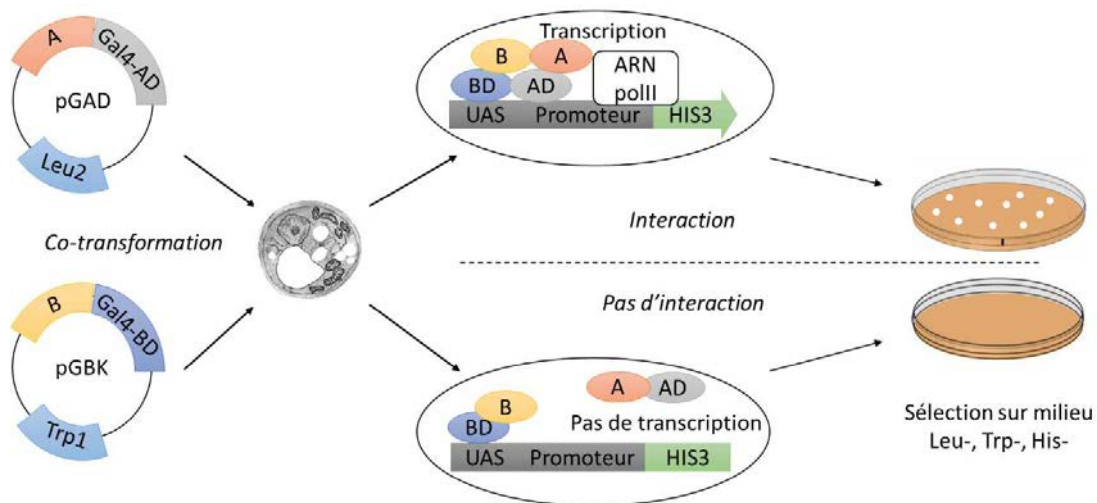 A
Gal4-AD
pGAD
Leu2
Co-transformation
B
Gal4-BD
pGBK
Trp1
Transcription
B
A
BD
AD
ARN
polII
UAS
Promoteur
HIS3
Interaction
Pas d'interaction
B
A
AD
BD
Pas de transcription
UAS
Promoteur
HIS3
Sélection sur milieu
Leu-, Trp-, His-